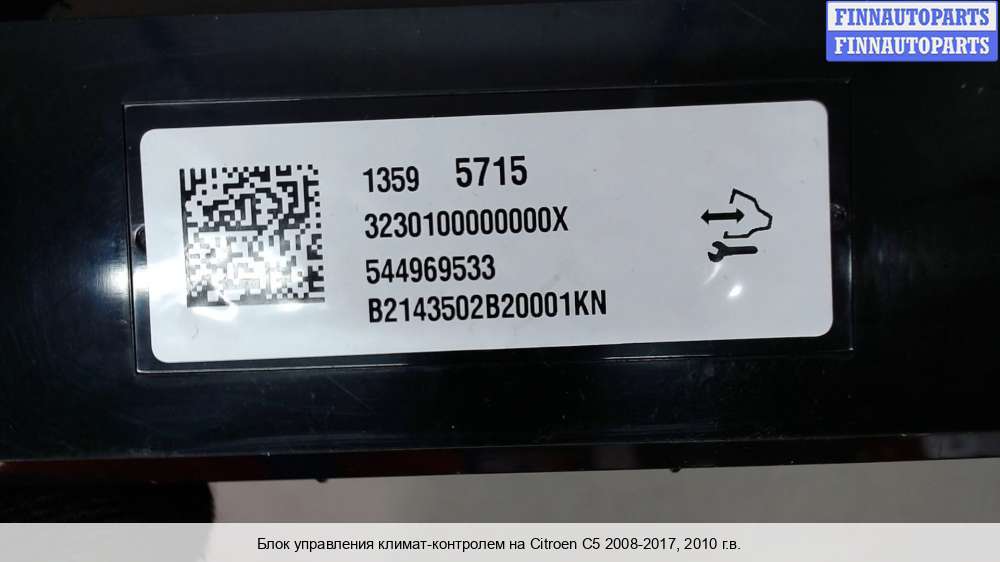 FINNAUTOPARTS
FINNAUTOPARTS
1359 5715
3230100000000X
544969533
B2143502B20001KN
Блок управления климат-контролем на Citroen C5 2008-2017, 2010 г.в.